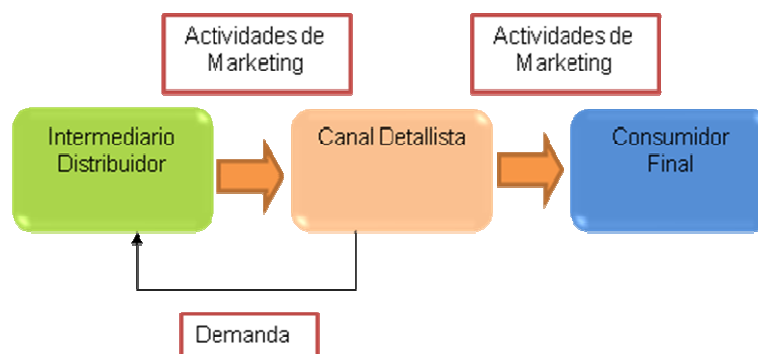 Actividades de
Marketing
Actividades de
Marketing
Intermediario
Distribuidor
Canal Detallista
Consumidor
Final
Demanda